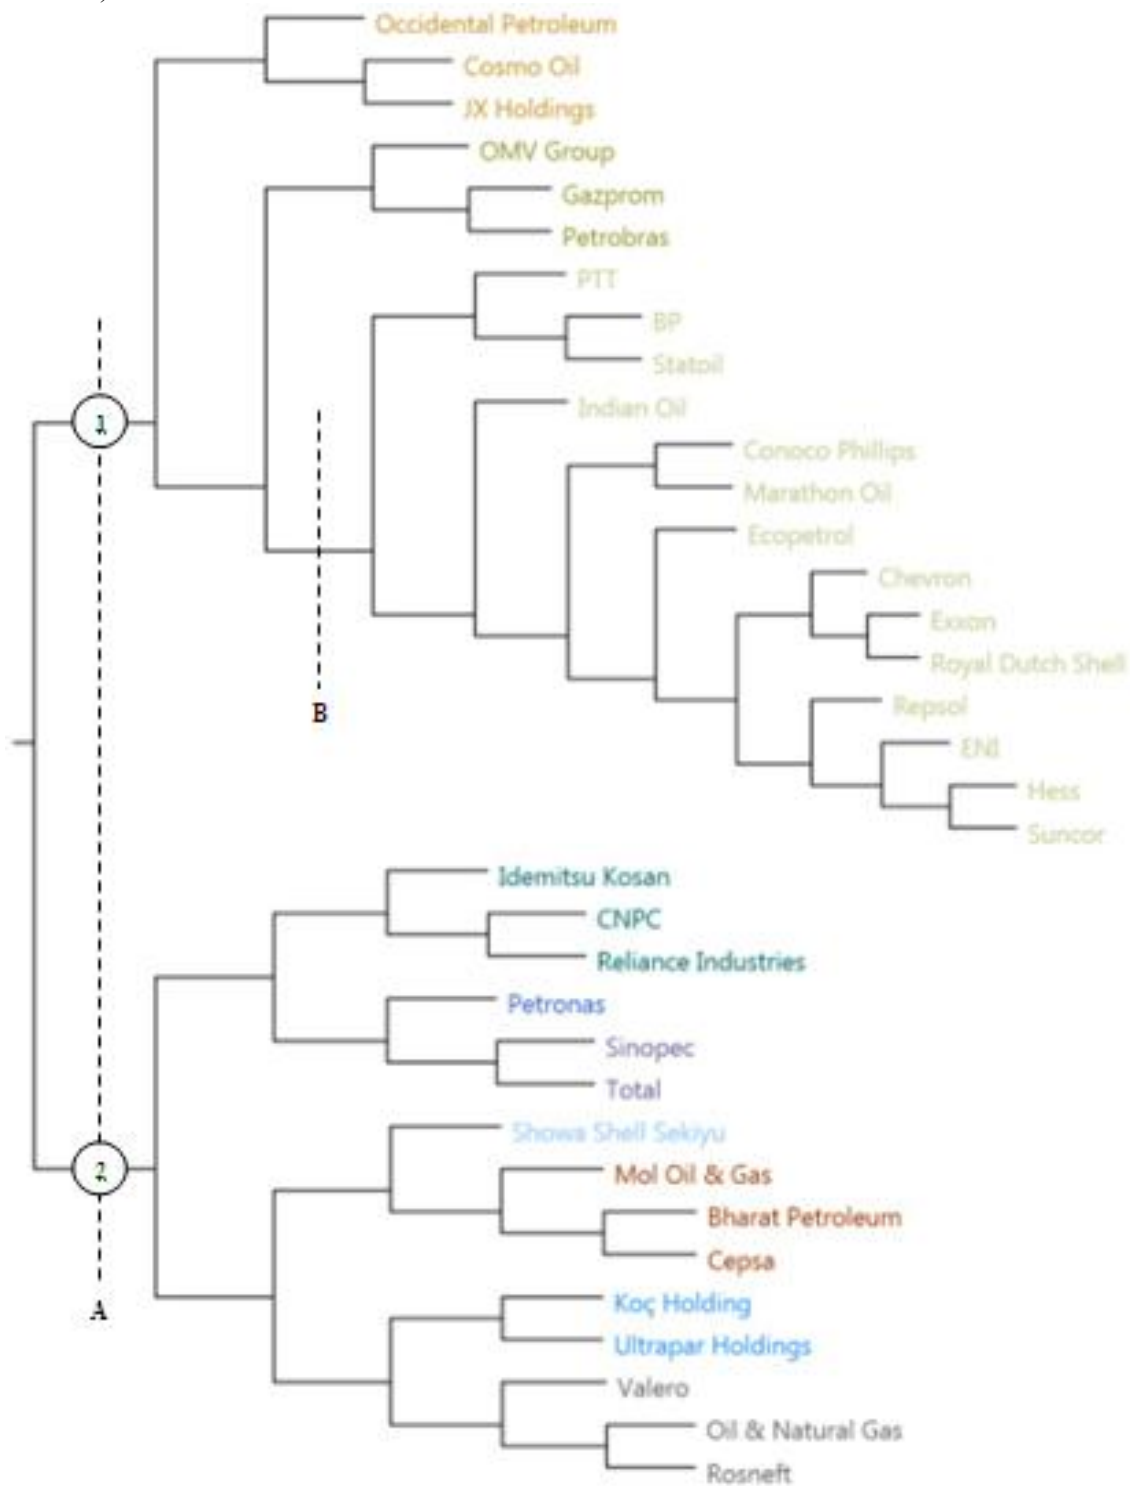 Occidental Petroleum
Cosmo Oil
JX Holdings
OMV Group
Gazprom
Petrobras
PTT
BP
Statoil
Indian Oil
1
Conoco Phillips
Marathon Oil
Ecopetrol
Chevron
Exxon
Royal Dutch Shell
Repsol
B
ENI
Hess
Suncor
Idemitsu Kosan
CNPC
Reliance Industries
Petronas
Sinopec
Total
Showa Shell Sekiyu
2
Mol Oil & Gas
Bharat Petroleum
Cepsa
Koç Holding
A
Ultrapar Holdings
Valero
Oil & Natural Gas
Rosneft